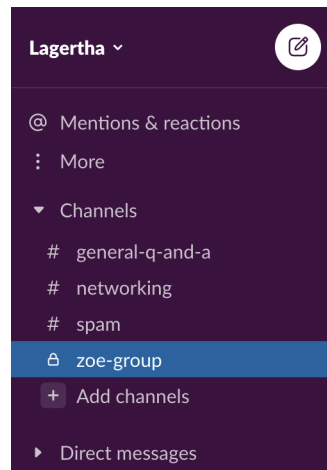 Lagertha
@ Mentions & reactions
More
Channels
# general-q-and-a
# networking
# spam
zoe-group
+ Add channels
Direct messages